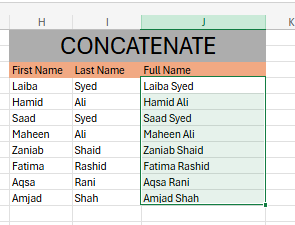 H I J K
CONCATENATE
First Name Last Name Full Name
Laiba Syed Laiba Syed
Hamid Ali Hamid Ali
Saad Syed Saad Syed
Maheen Ali Maheen Ali
Zaniab Shaid Zaniab Shaid
Fatima Rashid Fatima Rashid
Aqsa Rani Aqsa Rani
Amjad Shah Amjad Shah